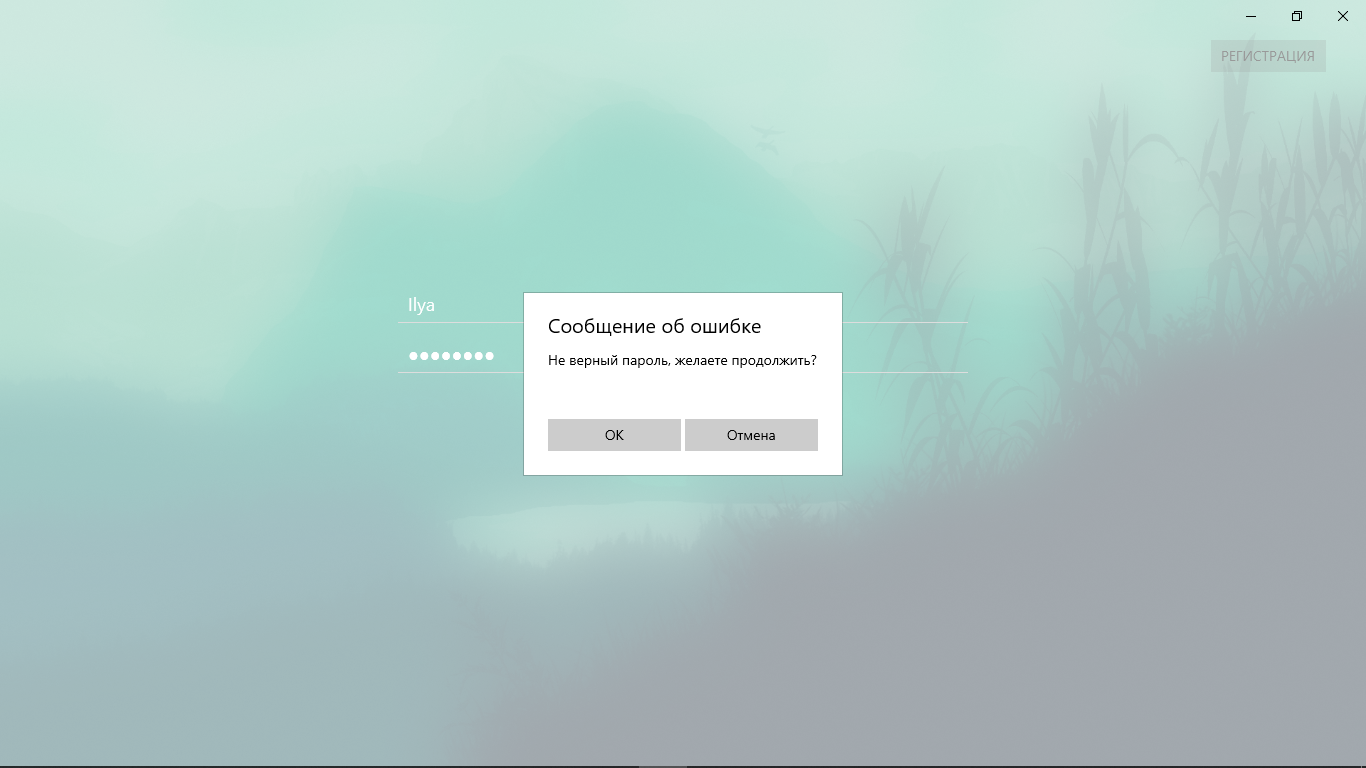 РЕГИСТРАЦИЯ
Ilya
Сообщение об ошибке
Не верный пароль, желаете продолжить?
OK
Отмена